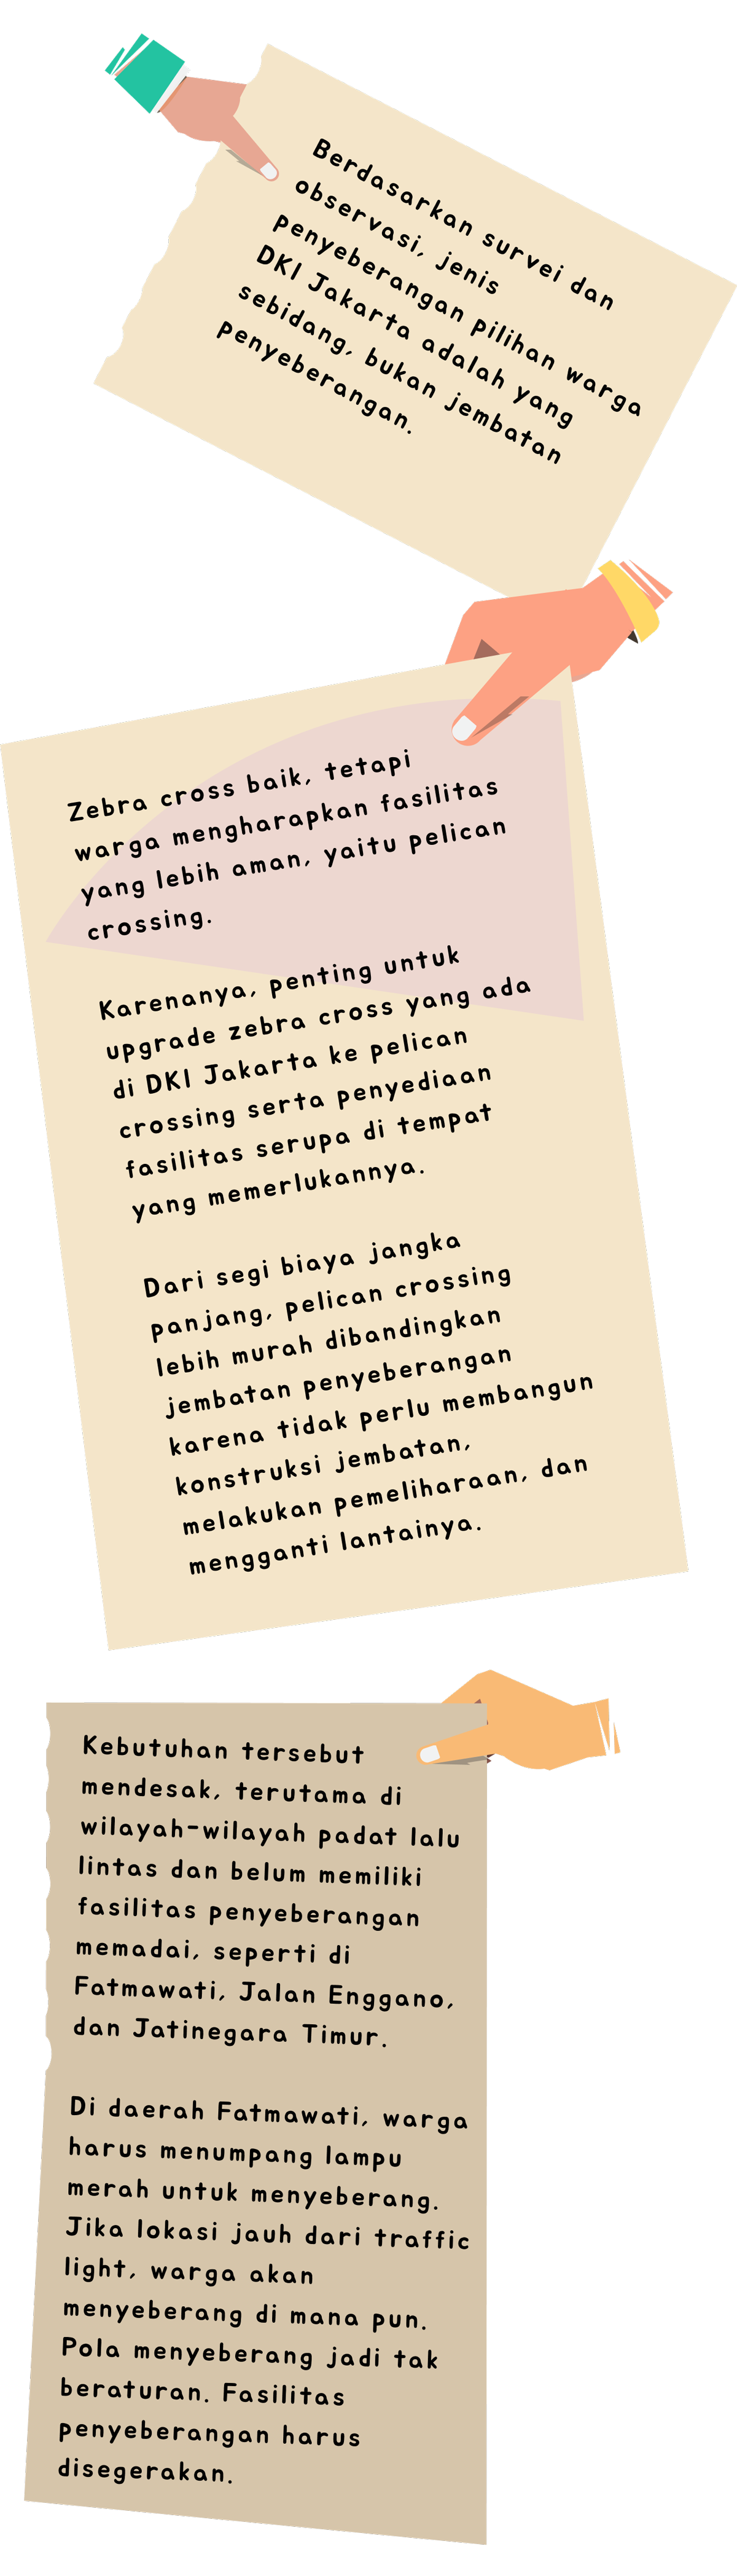 Berdasarkan survei dan
observasi, jenis
penyeberangan pilihan warga
DKI Jakarta adalah yang
sebidang, bukan jembatan
penyeberangan.
Zebra cross baik, tetapi
warga mengharapkan fasilitas
yang lebih aman, yaitu pelican
crossing.
Karenanya, penting untuk
upgrade zebra cross yang ada
di DKI Jakarta ke pelican
crossing serta penyediaan
fasilitas serupa di tempat
yang memerlukannya.
Dari segi biaya jangka
panjang, pelican crossing
lebih murah dibandingkan
jembatan penyeberangan
karena tidak perlu membangun
konstruksi jembatan,
melakukan pemeliharaan, dan
mengganti lantainya.
Kebutuhan tersebut
mendesak, terutama di
wilayah-wilayah padat lalu
lintas dan belum memiliki
fasilitas penyeberangan
memadai, seperti di
Fatmawati, Jalan Enggano,
dan Jatinegara Timur.
Di daerah Fatmawati, warga
harus menumpang lampu
merah untuk menyeberang.
Jika lokasi jauh dari traffic
light, warga akan
menyeberang di mana pun.
Pola menyeberang jadi tak
beraturan. Fasilitas
penyeberangan harus
disegerakan.